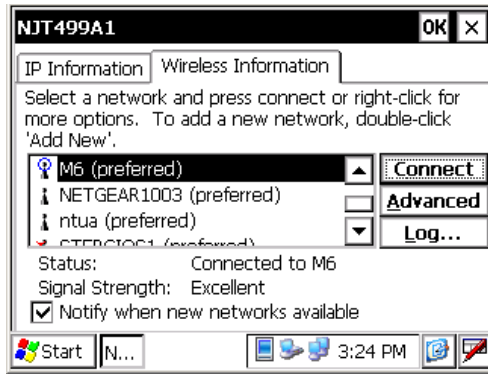 NJT499A1 OK ×
IP Information Wireless Information
Select a network and press connect or right-click for
more options. To add a new network, double-click
'Add New'.
M6 (preferred)
NETGEAR1003 (preferred)
ntua (preferred)
STERGIOS1 (preferred)
Connect
Advanced
Log...
Status: Connected to M6
Signal Strength: Excellent
Notify when new networks available
Start N... 3:24 PM